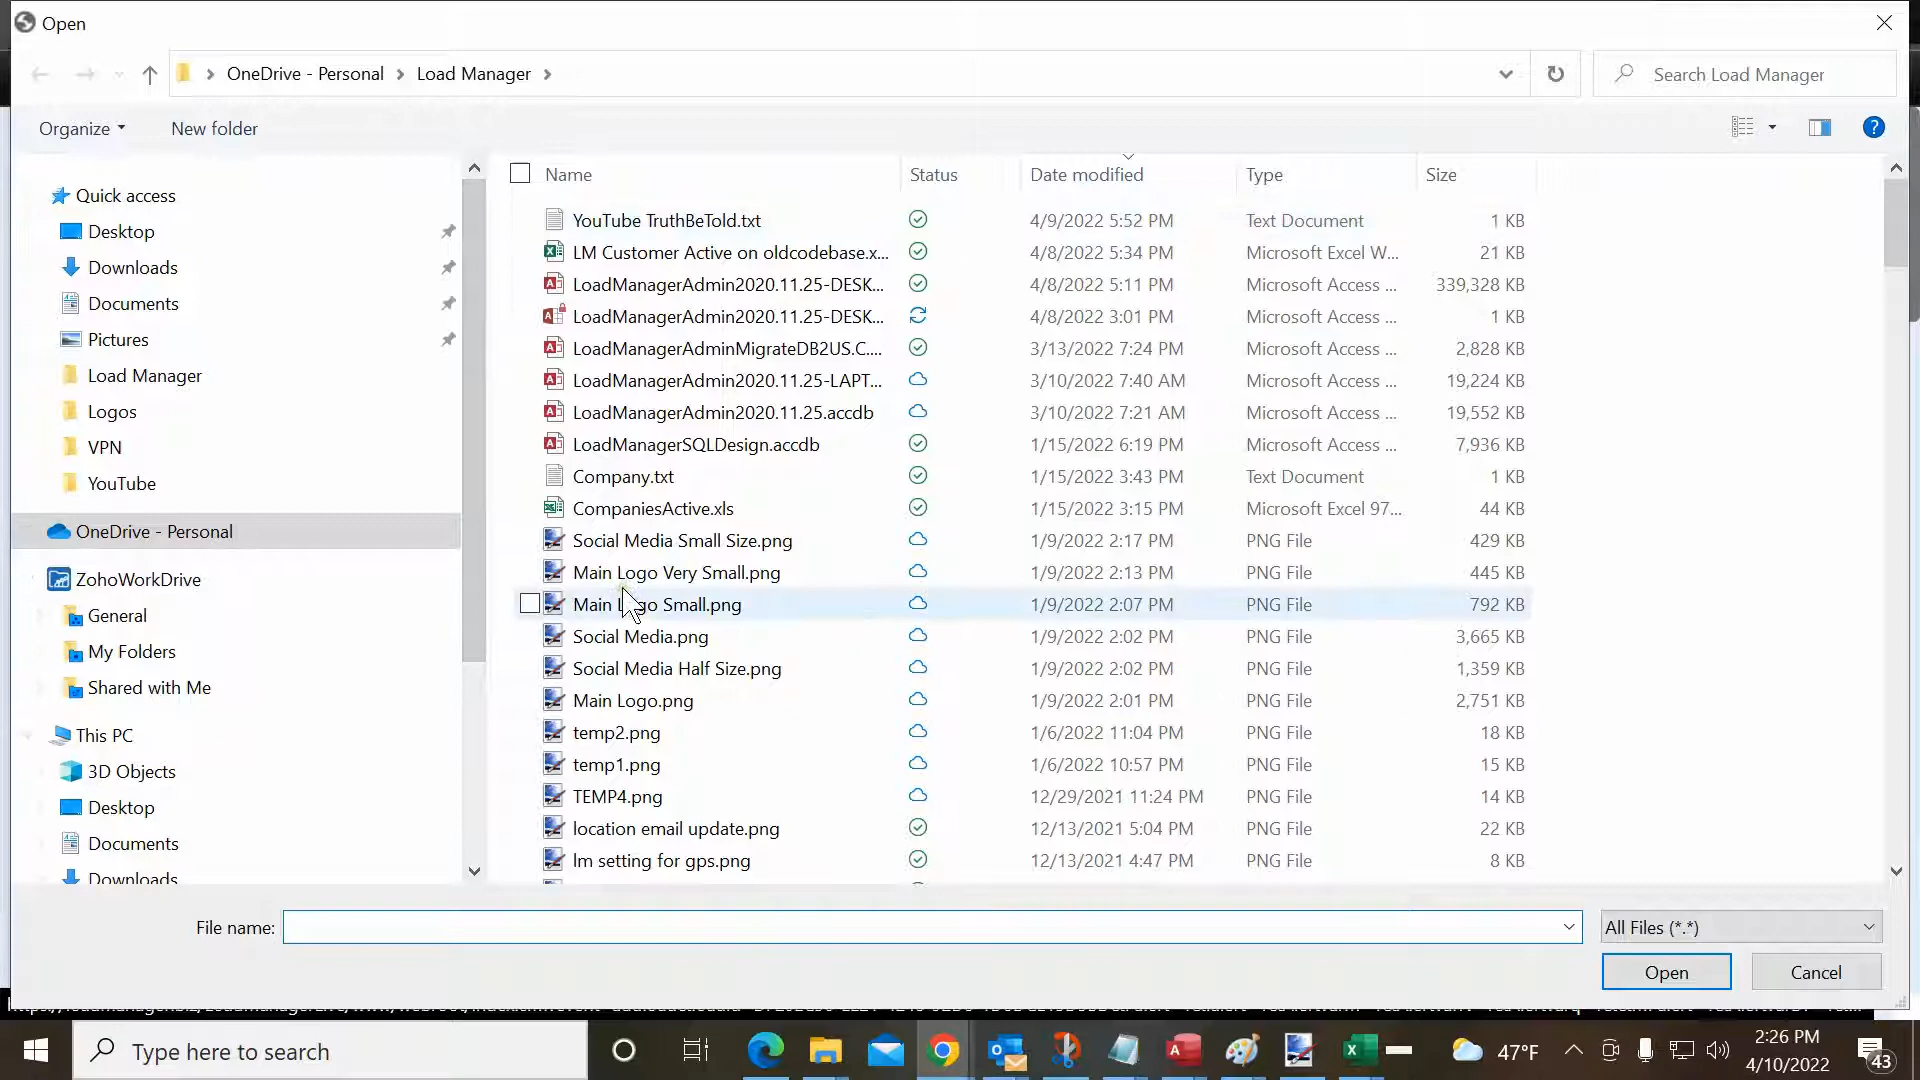 Open
OneDrive - Personal
Load Manager
Search Load Manager
Organize
New folder
Name
Status
Date modified
Type
Size
Quick access
Desktop
Downloads
Documents
Pictures
Load Manager
Logos
VPN
YouTube
OneDrive - Personal
ZohoWorkDrive
General
My Folders
Shared with Me
This PC
3D Objects
Desktop
Documents
Downloads
YouTube TruthBeTold.txt 4/9/2022 5:52 PM Text Document 1 KB
LM Customer Active on oldcodebase.x... 4/8/2022 5:34 PM Microsoft Excel W... 21 KB
LoadManagerAdmin2020.11.25-DESK... 4/8/2022 5:11 PM Microsoft Access ... 339,328 KB
LoadManagerAdmin2020.11.25-DESK... 4/8/2022 3:01 PM Microsoft Access ... 1 KB
LoadManagerAdminMigrateDB2US.C.... 3/13/2022 7:24 PM Microsoft Access ... 2,828 KB
LoadManagerAdmin2020.11.25-LAPT... 3/10/2022 7:40 AM Microsoft Access ... 19,224 KB
LoadManagerAdmin2020.11.25.accdb 3/10/2022 7:21 AM Microsoft Access ... 19,552 KB
LoadManagerSQLDesign.accdb 1/15/2022 6:19 PM Microsoft Access ... 7,936 KB
Company.txt 1/15/2022 3:43 PM Text Document 1 KB
CompaniesActive.xls 1/15/2022 3:15 PM Microsoft Excel 97... 44 KB
Social Media Small Size.png 1/9/2022 2:17 PM PNG File 429 KB
Main Logo Very Small.png 1/9/2022 2:13 PM PNG File 445 KB
Main Logo Small.png 1/9/2022 2:07 PM PNG File 792 KB
Social Media.png 1/9/2022 2:02 PM PNG File 3,665 KB
Social Media Half Size.png 1/9/2022 2:02 PM PNG File 1,359 KB
Main Logo.png 1/9/2022 2:01 PM PNG File 2,751 KB
temp2.png 1/6/2022 11:04 PM PNG File 18 KB
temp1.png 1/6/2022 10:57 PM PNG File 15 KB
TEMP4.png 12/29/2021 11:24 PM PNG File 14 KB
location email update.png 12/13/2021 5:04 PM PNG File 22 KB
lm setting for gps.png 12/13/2021 4:47 PM PNG File 8 KB
File name:
All Files (*.*)
Open
Cancel
Type here to search
47°F
2:26 PM
4/10/2022
43